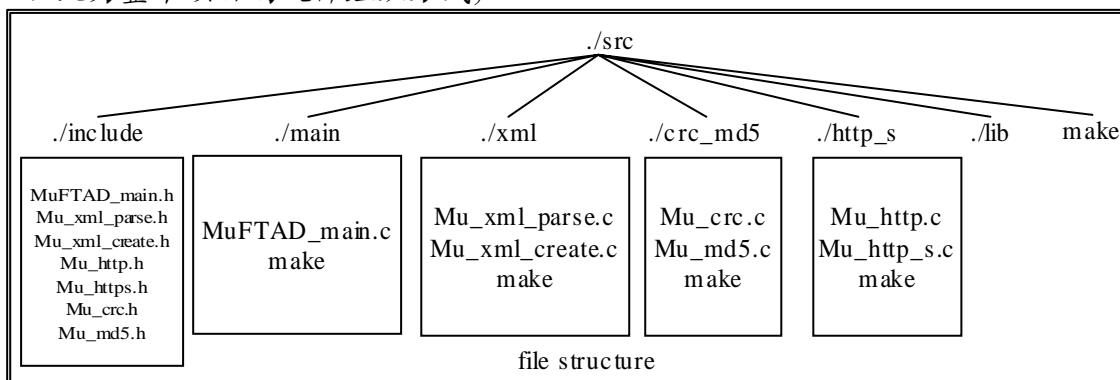 ./src
./include
./main
./xml
./crc_md5
./http_s
./lib
make
MuFTAD_main.h
Mu_xml_parse.h
Mu_xml_create.h
Mu_http.h
Mu_https.h
Mu_crc.h
Mu_md5.h
MuFTAD_main.c
make
Mu_xml_parse.c
Mu_xml_create.c
make
Mu_crc.c
Mu_md5.c
make
Mu_http.c
Mu_http_s.c
make
file structure